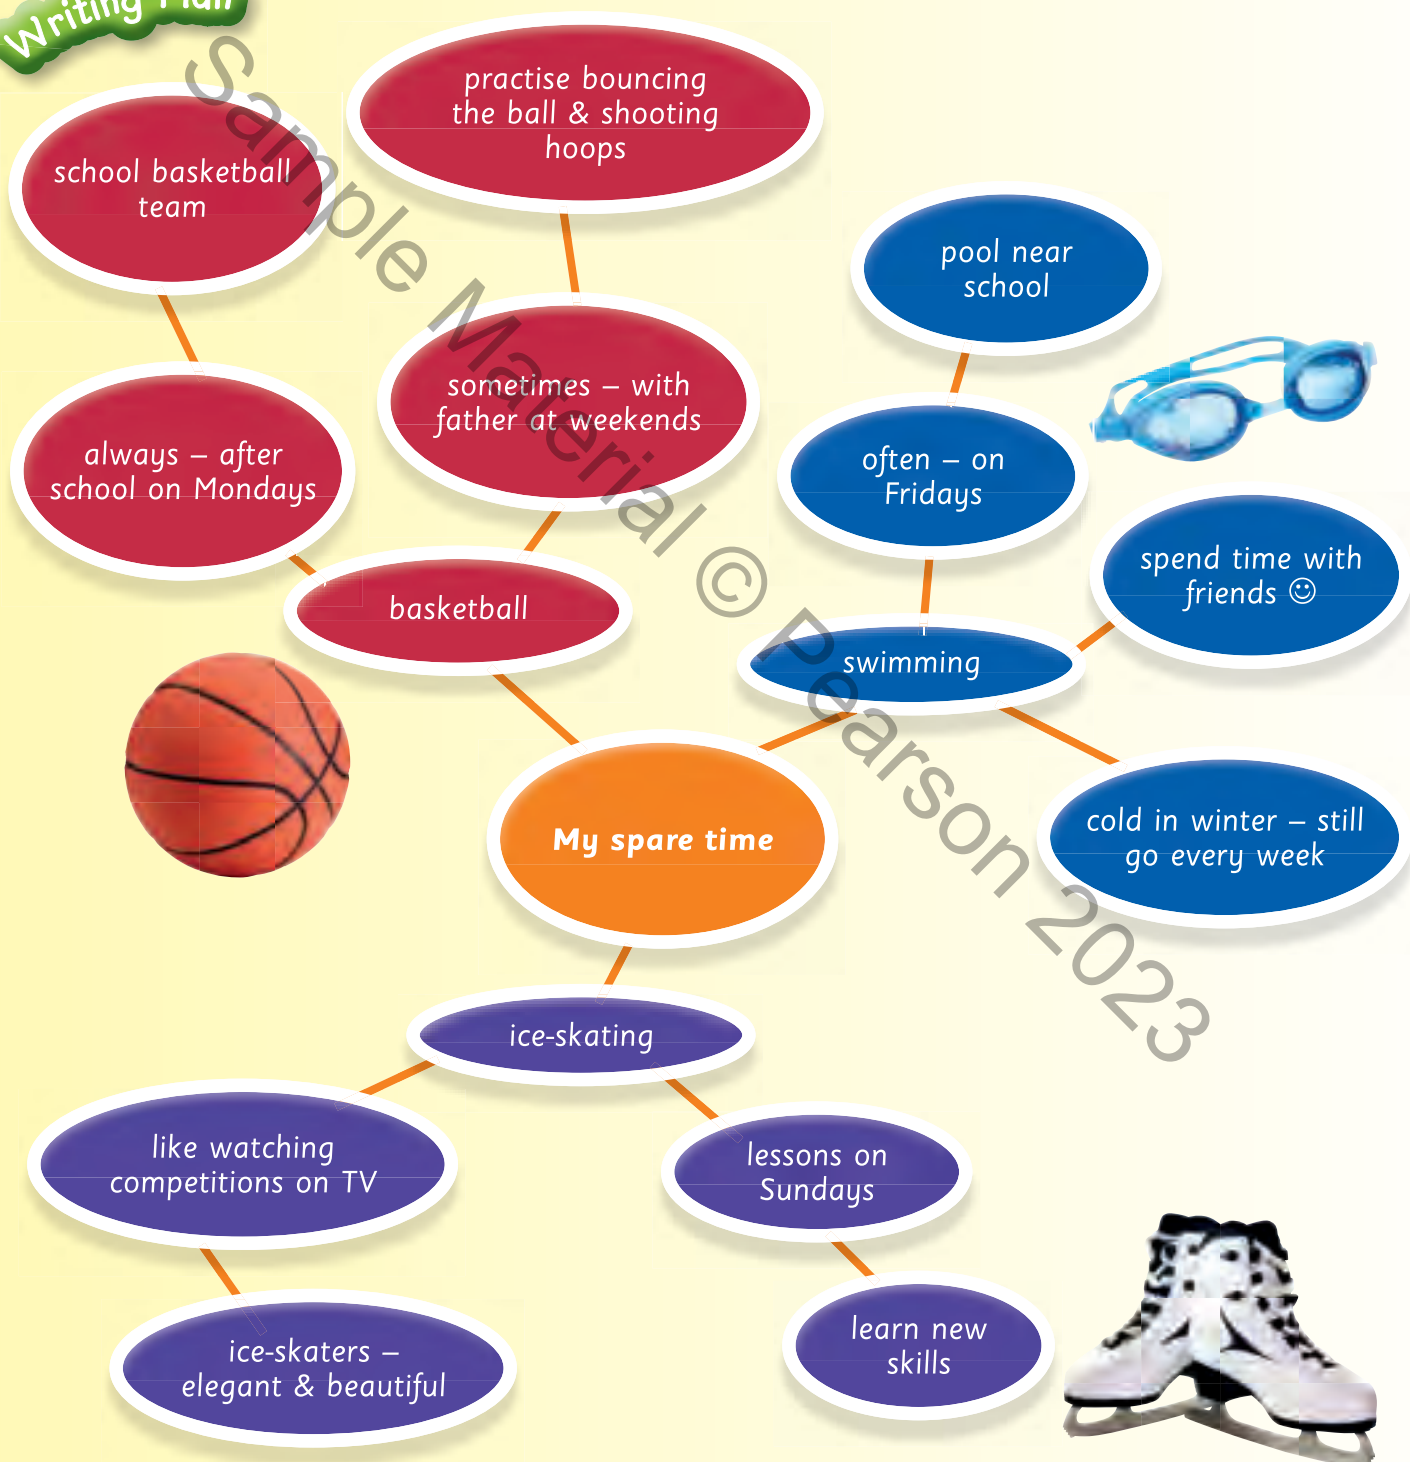 Writing Plan
practise bouncing
the ball & shooting
hoops
school basketball
team
sometimes – with
father at weekends
always – after
school on Mondays
basketball
pool near
school
often – on
Fridays
spend time with
friends ☺
swimming
cold in winter – still
go every week
My spare time
ice-skating
like watching
competitions on TV
ice-skaters –
elegant & beautiful
lessons on
Sundays
learn new
skills
Sample Material © Pearson 2023